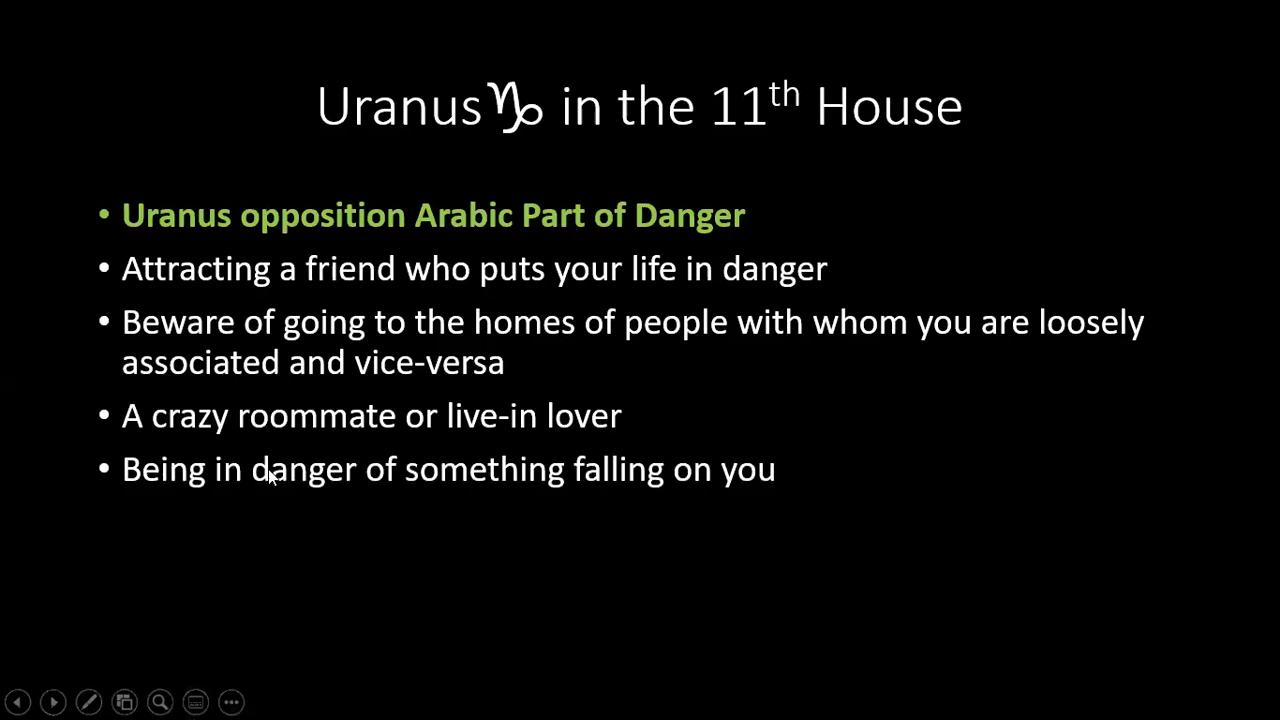 Uranus♑ in the 11th House
• Uranus opposition Arabic Part of Danger
• Attracting a friend who puts your life in danger
• Beware of going to the homes of people with whom you are loosely
associated and vice-versa
• A crazy roommate or live-in lover
• Being in danger of something falling on you